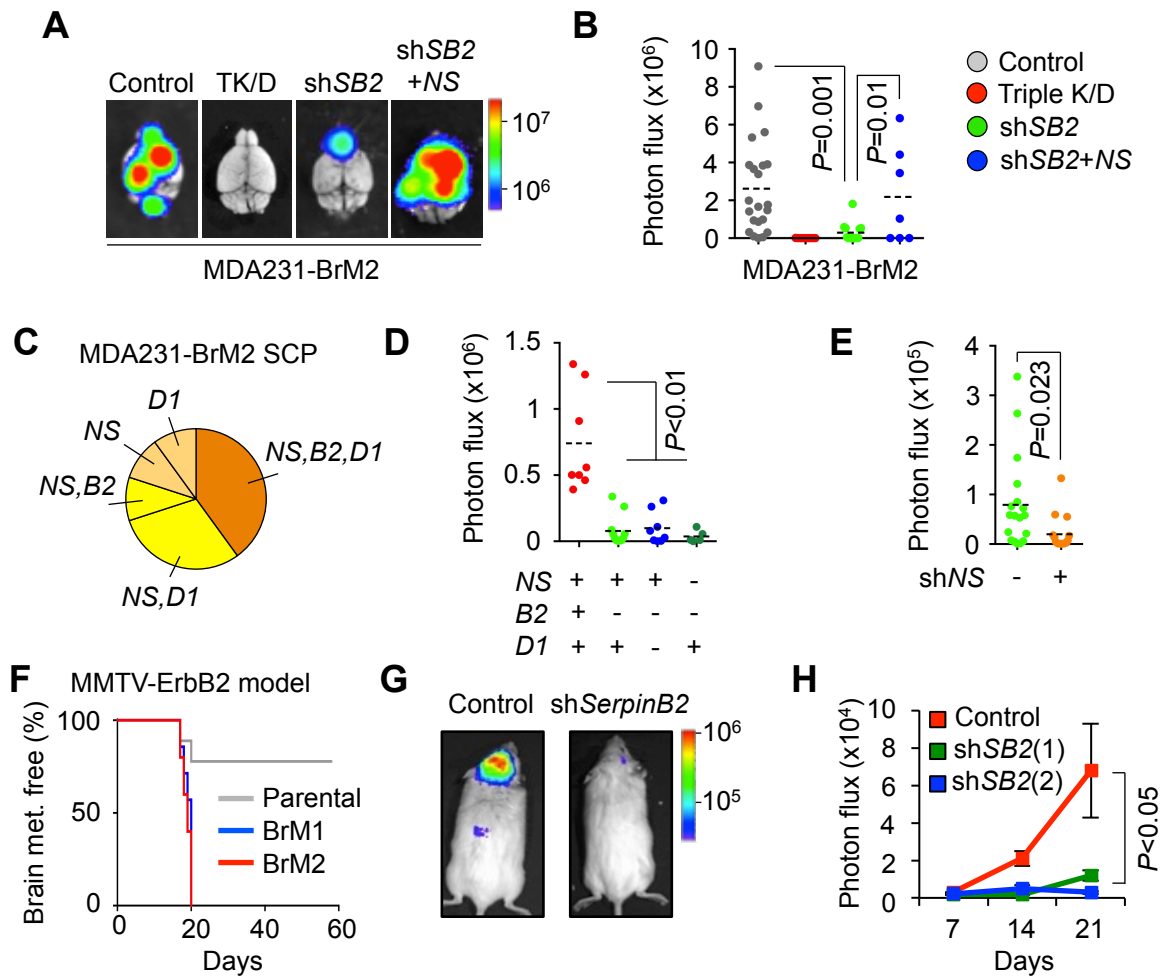 A
Control
TK/D
shSB2
shSB2
+NS
10⁷
10⁶
MDA231-BrM2
B
Photon flux (x10⁶)
10
8
6
4
2
0
P=0.001
P=0.01
MDA231-BrM2
Control
Triple K/D
shSB2
shSB2+NS
C
MDA231-BrM2 SCP
D1
NS
NS,B2
NS,D1
NS,B2,D1
D
Photon flux (x10⁶)
1.5
1
0.5
0
P<0.01
NS + + + -
B2 + - - -
D1 + + - +
E
Photon flux (x10⁵)
4
3
2
1
0
P=0.023
shNS - +
F
MMTV-ErbB2 model
Brain met. free (%)
100
50
0
Parental
BrM1
BrM2
0 20 40 60
Days
G
Control
shSerpinB2
10⁶
10⁵
H
Photon flux (x10⁴)
10
8
6
4
2
0
Control
shSB2(1)
shSB2(2)
P<0.05
7 14 21
Days